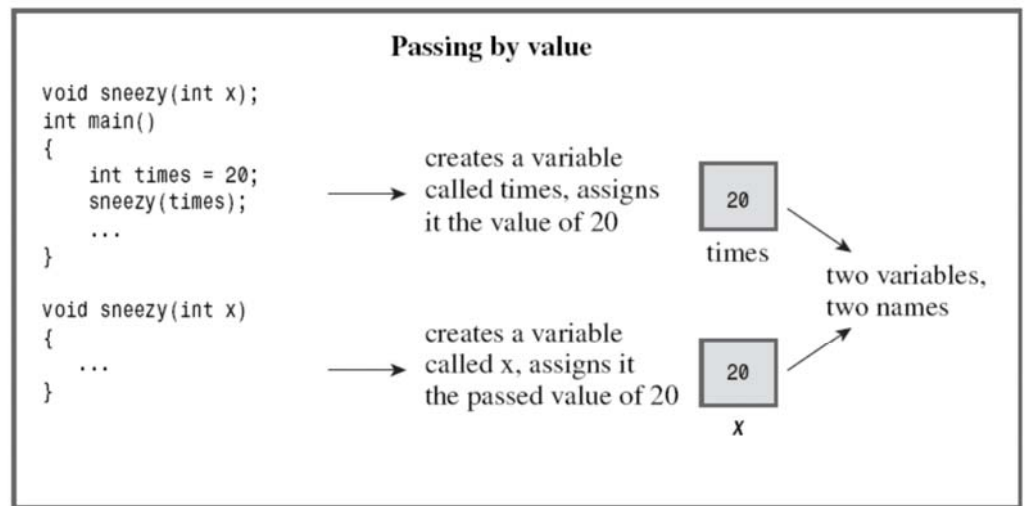 Passing by value
void sneezy(int x);
int main()
{
int times = 20;
sneezy(times);
...
}
creates a variable
called times, assigns
it the value of 20
20
times
void sneezy(int x)
{
...
}
creates a variable
called x, assigns it
the passed value of 20
20
x
two variables,
two names